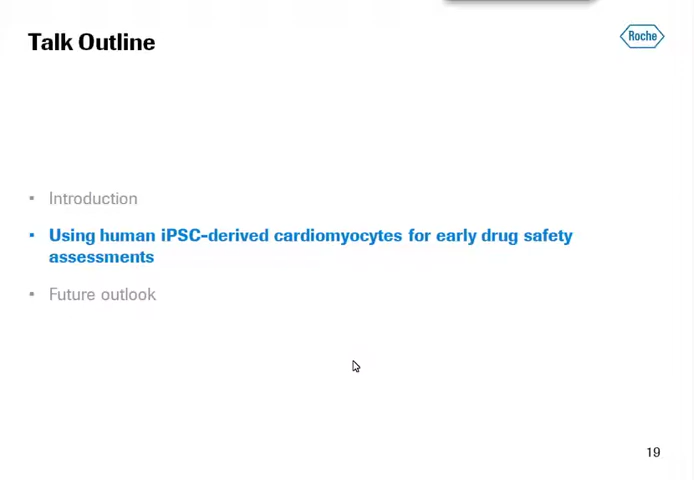 Talk Outline
Roche
▪ Introduction
▪ Using human iPSC-derived cardiomyocytes for early drug safety
assessments
▪ Future outlook
19